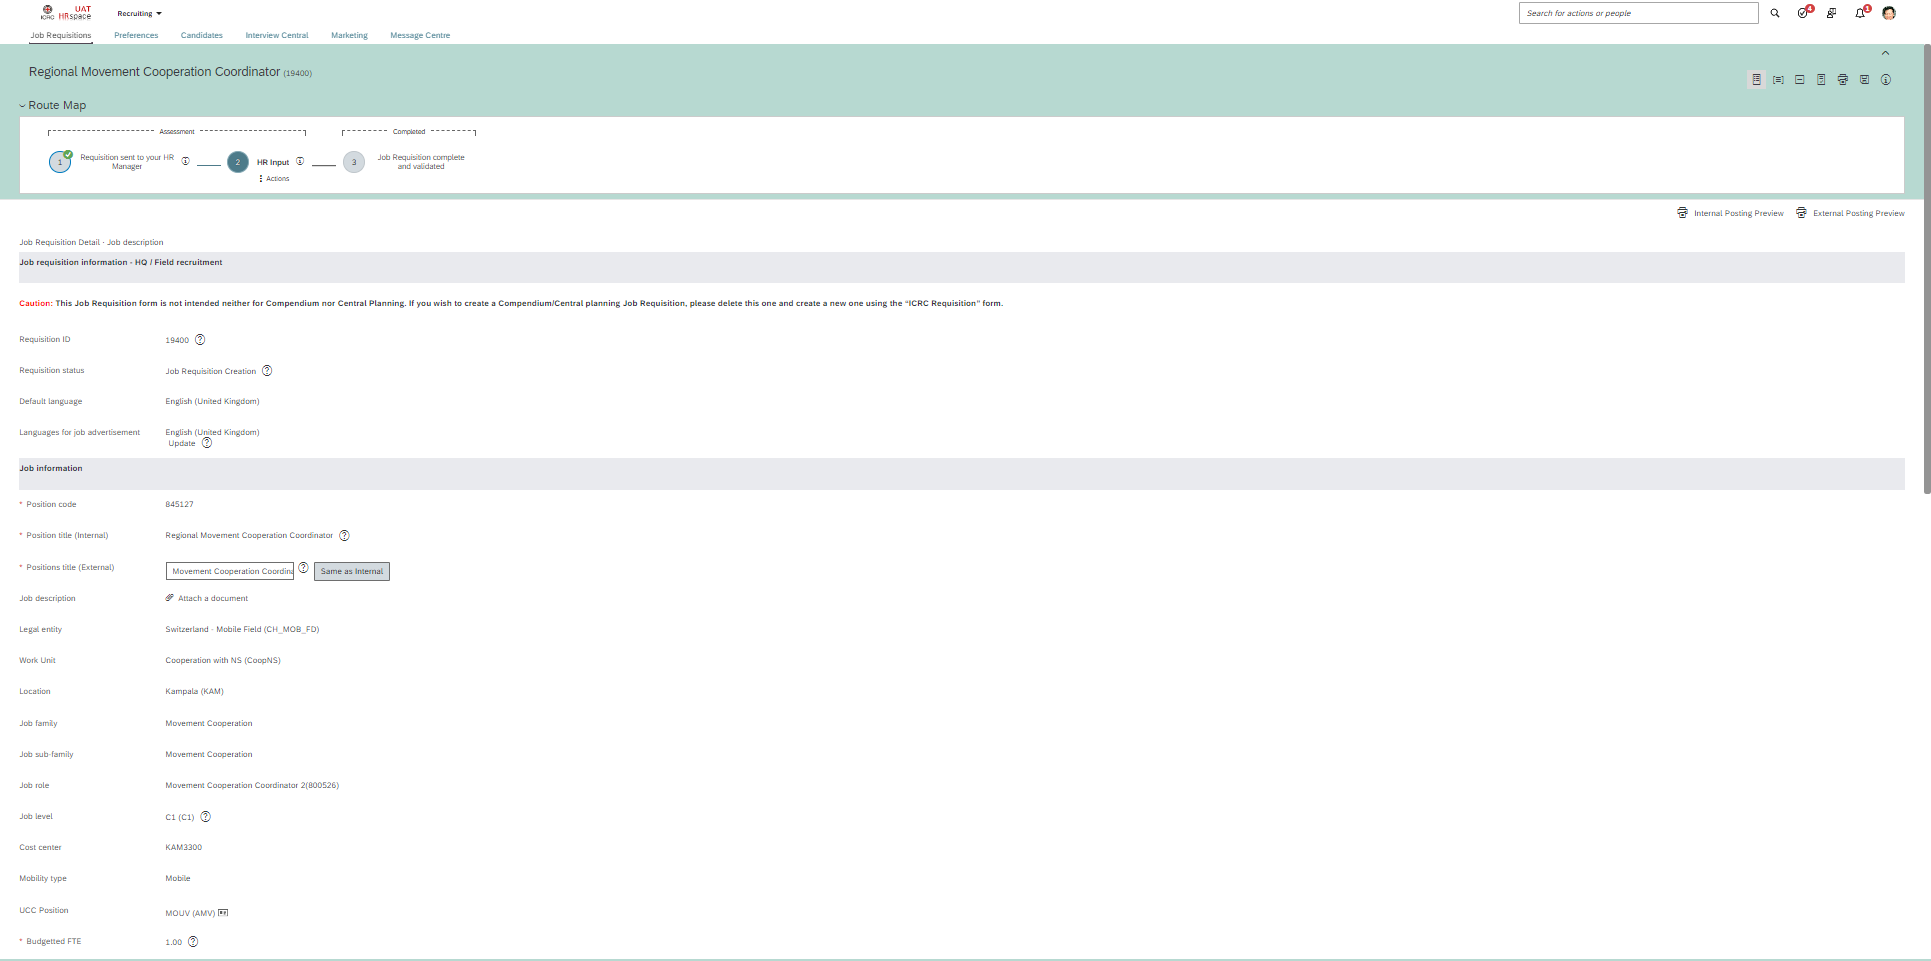 ICRC UAT HRspace
Recruiting
Search for actions or people
4
1
Job Requisitions Preferences Candidates Interview Central Marketing Message Centre
Regional Movement Cooperation Coordinator (19400)
Route Map
Assessment
Completed
1 Requisition sent to your HR Manager
2 HR Input
Actions
3 Job Requisition complete and validated
Internal Posting Preview External Posting Preview
Job Requisition Detail - Job description
Job requisition information - HQ / Field recruitment
Caution: This Job Requisition form is not intended neither for Compendium nor Central Planning. If you wish to create a Compendium/Central planning Job Requisition, please delete this one and create a new one using the "ICRC Requisition" form.
Requisition ID 19400 ?
Requisition status Job Requisition Creation ?
Default language English (United Kingdom)
Languages for job advertisement English (United Kingdom)
Update ?
Job information
* Position code 845127
* Position title (Internal) Regional Movement Cooperation Coordinator ?
* Positions title (External) Movement Cooperation Coordina ? Same as Internal
Job description Attach a document
Legal entity Switzerland - Mobile Field (CH_MOB_FD)
Work Unit Cooperation with NS (CoopNS)
Location Kampala (KAM)
Job family Movement Cooperation
Job sub-family Movement Cooperation
Job role Movement Cooperation Coordinator 2(800526)
Job level C1 (C1) ?
Cost center KAM3300
Mobility type Mobile
UCC Position MOUV (AMV)
* Budgetted FTE 1.00 ?